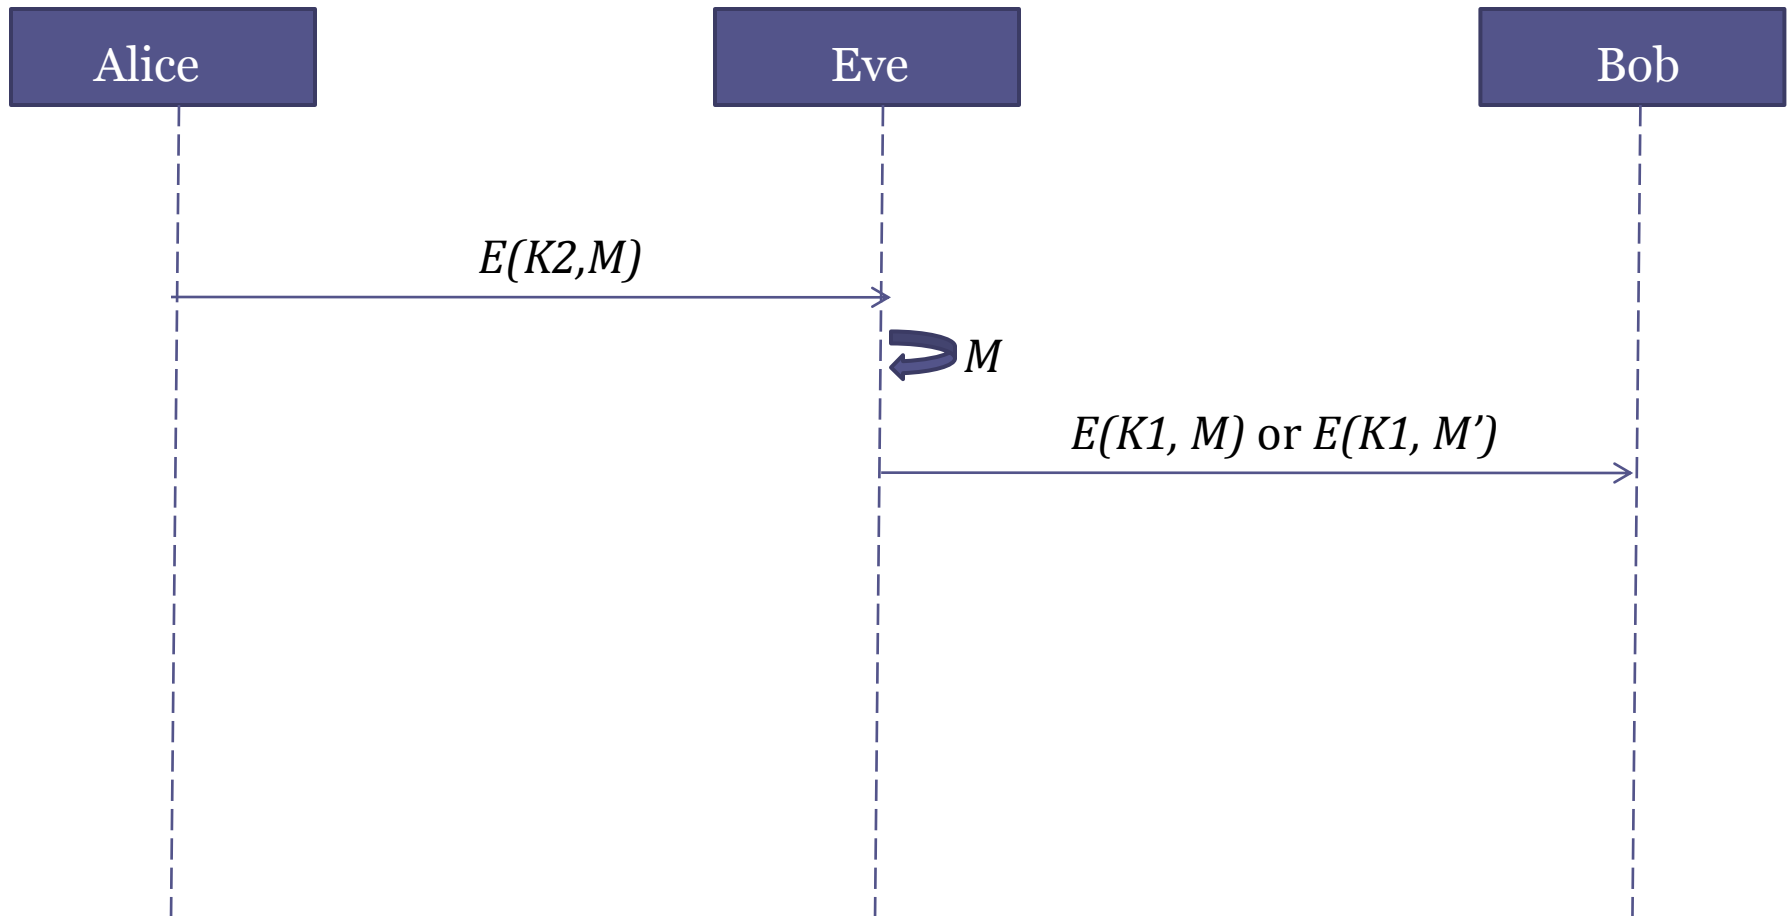 Alice
Eve
Bob
E(K2,M)
M
E(K1, M) or E(K1, M’)